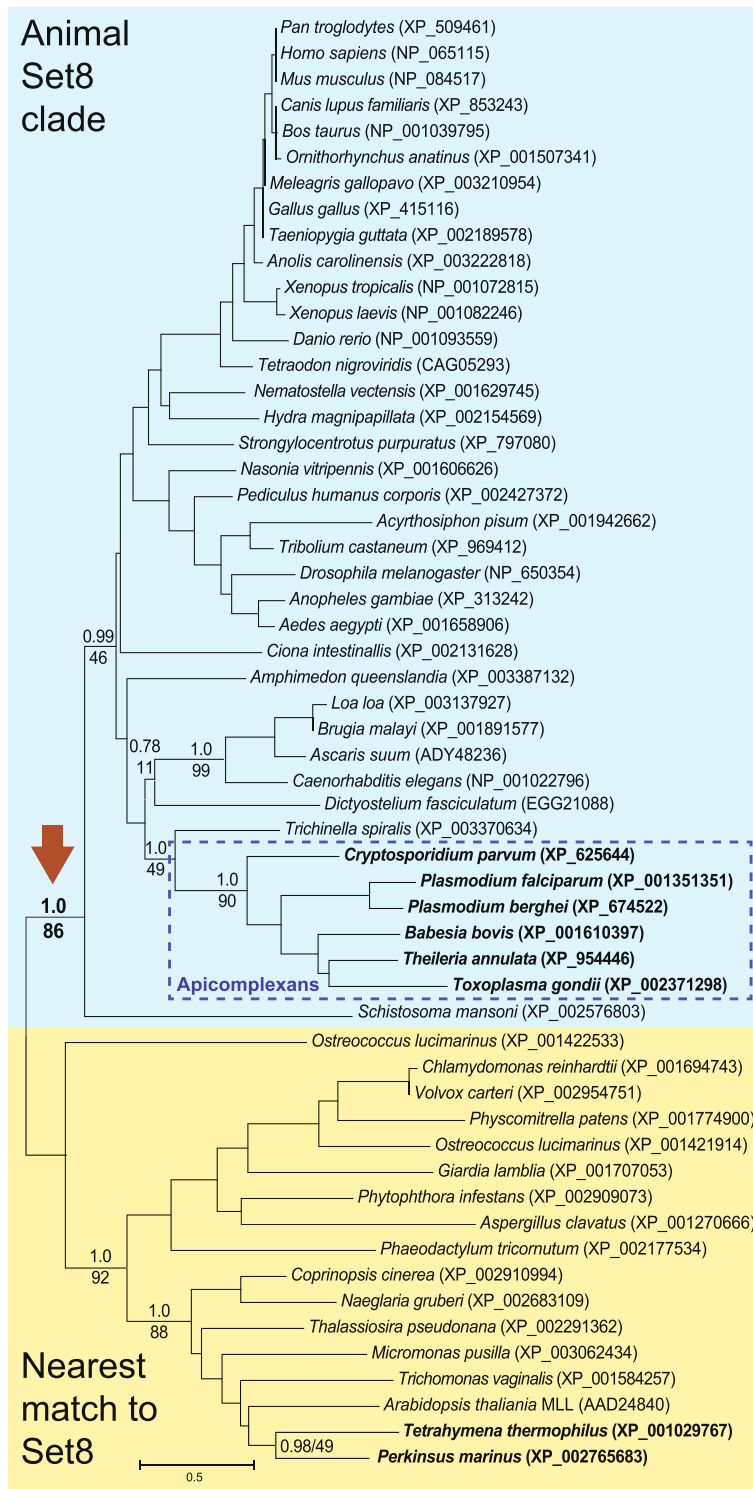 Animal
Set8
clade
Pan troglodytes (XP_509461)
Homo sapiens (NP_065115)
Mus musculus (NP_084517)
Canis lupus familiaris (XP_853243)
Bos taurus (NP_001039795)
Ornithorhynchus anatinus (XP_001507341)
Meleagris gallopavo (XP_003210954)
Gallus gallus (XP_415116)
Taeniopygia guttata (XP_002189578)
Anolis carolinensis (XP_003222818)
Xenopus tropicalis (NP_001072815)
Xenopus laevis (NP_001082246)
Danio rerio (NP_001093559)
Tetraodon nigroviridis (CAG05293)
Nematostella vectensis (XP_001629745)
Hydra magnipapillata (XP_002154569)
Strongylocentrotus purpuratus (XP_797080)
Nasonia vitripennis (XP_001606626)
Pediculus humanus corporis (XP_002427372)
Acyrthosiphon pisum (XP_001942662)
Tribolium castaneum (XP_969412)
Drosophila melanogaster (NP_650354)
Anopheles gambiae (XP_313242)
Aedes aegypti (XP_001658906)
0.99
46
Ciona intestinallis (XP_002131628)
Amphimedon queenslandia (XP_003387132)
Loa loa (XP_003137927)
Brugia malayi (XP_001891577)
0.78
11
1.0
99
Ascaris suum (ADY48236)
Caenorhabditis elegans (NP_001022796)
Dictyostelium fasciculatum (EGG21088)
Trichinella spiralis (XP_003370634)
1.0
49
Cryptosporidium parvum (XP_625644)
1.0
90
Plasmodium falciparum (XP_001351351)
Plasmodium berghei (XP_674522)
1.0
86
Babesia bovis (XP_001610397)
Theileria annulata (XP_954446)
Apicomplexans
Toxoplasma gondii (XP_002371298)
Schistosoma mansoni (XP_002576803)
Ostreococcus lucimarinus (XP_001422533)
Chlamydomonas reinhardtii (XP_001694743)
Volvox carteri (XP_002954751)
Physcomitrella patens (XP_001774900)
Ostreococcus lucimarinus (XP_001421914)
Giardia lamblia (XP_001707053)
Phytophthora infestans (XP_002909073)
Aspergillus clavatus (XP_001270666)
Phaeodactylum tricornutum (XP_002177534)
1.0
92
Coprinopsis cinerea (XP_002910994)
Naeglaria gruberi (XP_002683109)
1.0
88
Thalassiosira pseudonana (XP_002291362)
Micromonas pusilla (XP_003062434)
Trichomonas vaginalis (XP_001584257)
Arabidopsis thaliania MLL (AAD24840)
Tetrahymena thermophilus (XP_001029767)
0.98/49
Perkinsus marinus (XP_002765683)
Nearest
match to
Set8
0.5